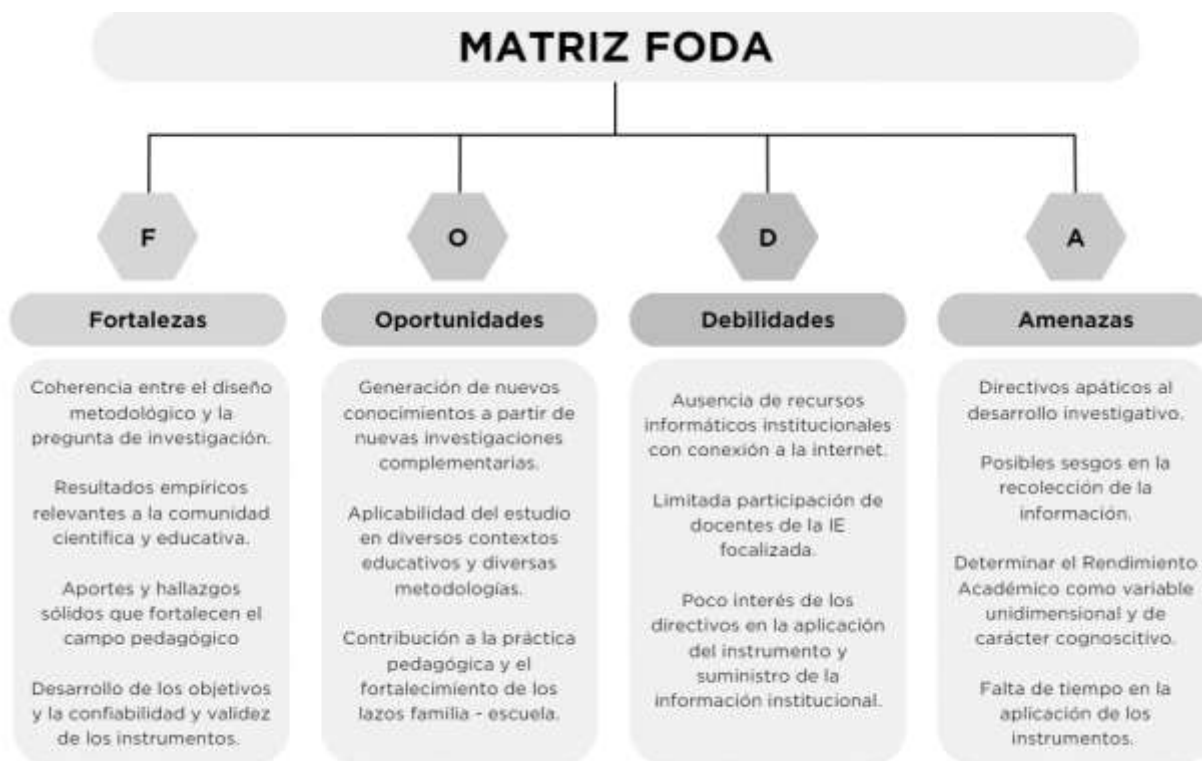 MATRIZ FODA
F
Fortalezas
Coherencia entre el diseño
metodológico y la
pregunta de investigación.
Resultados empíricos
relevantes a la comunidad
científica y educativa.
Aportes y hallazgos
sólidos que fortalecen el
campo pedagógico
Desarrollo de los objetivos
y la confiabilidad y validez
de los instrumentos.
O
Oportunidades
Generación de nuevos
conocimientos a partir de
nuevas investigaciones
complementarias.
Aplicabilidad del estudio
en diversos contextos
educativos y diversas
metodologías.
Contribución a la práctica
pedagógica y el
fortalecimiento de los
lazos familia - escuela.
D
Debilidades
Ausencia de recursos
informáticos institucionales
con conexión a la internet.
Limitada participación de
docentes de la IE
focalizada.
Poco interés de los
directivos en la aplicación
del instrumento y
suministro de la
información institucional.
A
Amenazas
Directivos apáticos al
desarrollo investigativo.
Posibles sesgos en la
recolección de la
información.
Determinar el Rendimiento
Académico como variable
unidimensional y de
carácter cognoscitivo.
Falta de tiempo en la
aplicación de los
instrumentos.